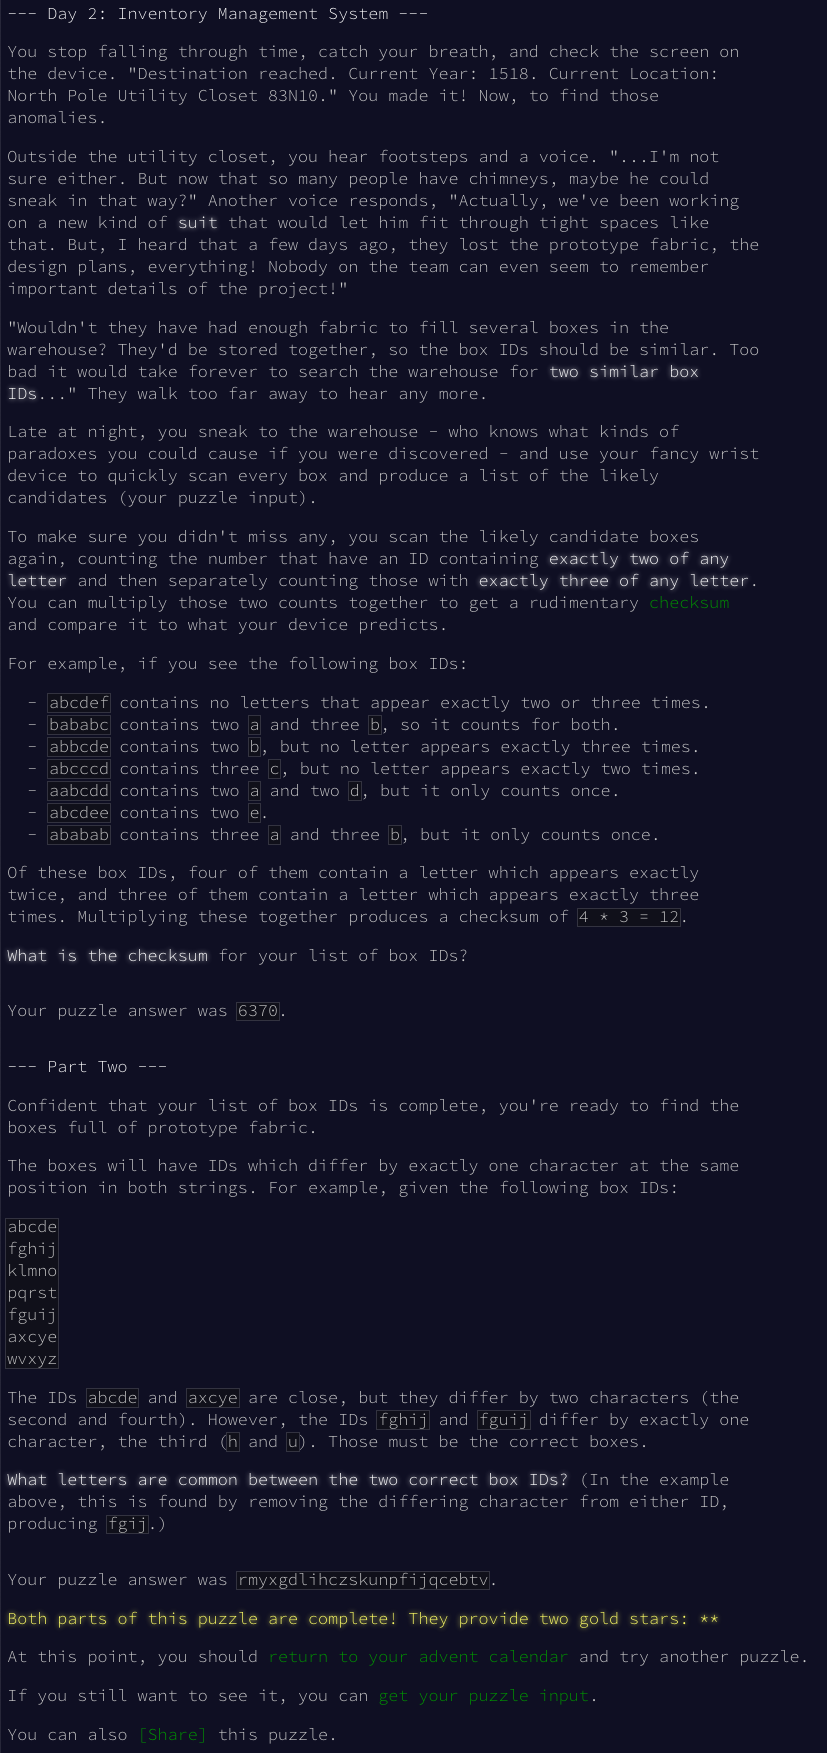 --- Day 2: Inventory Management System ---
You stop falling through time, catch your breath, and check the screen on
the device. "Destination reached. Current Year: 1518. Current Location:
North Pole Utility Closet 83N10." You made it! Now, to find those
anomalies.
Outside the utility closet, you hear footsteps and a voice. "...I'm not
sure either. But now that so many people have chimneys, maybe he could
sneak in that way?" Another voice responds, "Actually, we've been working
on a new kind of suit that would let him fit through tight spaces like
that. But, I heard that a few days ago, they lost the prototype fabric, the
design plans, everything! Nobody on the team can even seem to remember
important details of the project!"
"Wouldn't they have had enough fabric to fill several boxes in the
warehouse? They'd be stored together, so the box IDs should be similar. Too
bad it would take forever to search the warehouse for two similar box
IDs..." They walk too far away to hear any more.
Late at night, you sneak to the warehouse - who knows what kinds of
paradoxes you could cause if you were discovered - and use your fancy wrist
device to quickly scan every box and produce a list of the likely
candidates (your puzzle input).
To make sure you didn't miss any, you scan the likely candidate boxes
again, counting the number that have an ID containing exactly two of any
letter and then separately counting those with exactly three of any letter.
You can multiply those two counts together to get a rudimentary checksum
and compare it to what your device predicts.
For example, if you see the following box IDs:
- abcdef contains no letters that appear exactly two or three times.
- bababc contains two a and three b, so it counts for both.
- abbcde contains two b, but no letter appears exactly three times.
- abcccd contains three c, but no letter appears exactly two times.
- aabcdd contains two a and two d, but it only counts once.
- abcdee contains two e.
- ababab contains three a and three b, but it only counts once.
Of these box IDs, four of them contain a letter which appears exactly
twice, and three of them contain a letter which appears exactly three
times. Multiplying these together produces a checksum of 4 * 3 = 12.
What is the checksum for your list of box IDs?
Your puzzle answer was 6370.
--- Part Two ---
Confident that your list of box IDs is complete, you're ready to find the
boxes full of prototype fabric.
The boxes will have IDs which differ by exactly one character at the same
position in both strings. For example, given the following box IDs:
abcde
fghij
klmno
pqrst
fguij
axcye
wvxyz
The IDs abcde and axcye are close, but they differ by two characters (the
second and fourth). However, the IDs fghij and fguij differ by exactly one
character, the third (h and u). Those must be the correct boxes.
What letters are common between the two correct box IDs? (In the example
above, this is found by removing the differing character from either ID,
producing fgij.)
Your puzzle answer was rmyxgdlihczskunpfijqcebtv.
Both parts of this puzzle are complete! They provide two gold stars: **
At this point, you should return to your advent calendar and try another puzzle.
If you still want to see it, you can get your puzzle input.
You can also [Share] this puzzle.